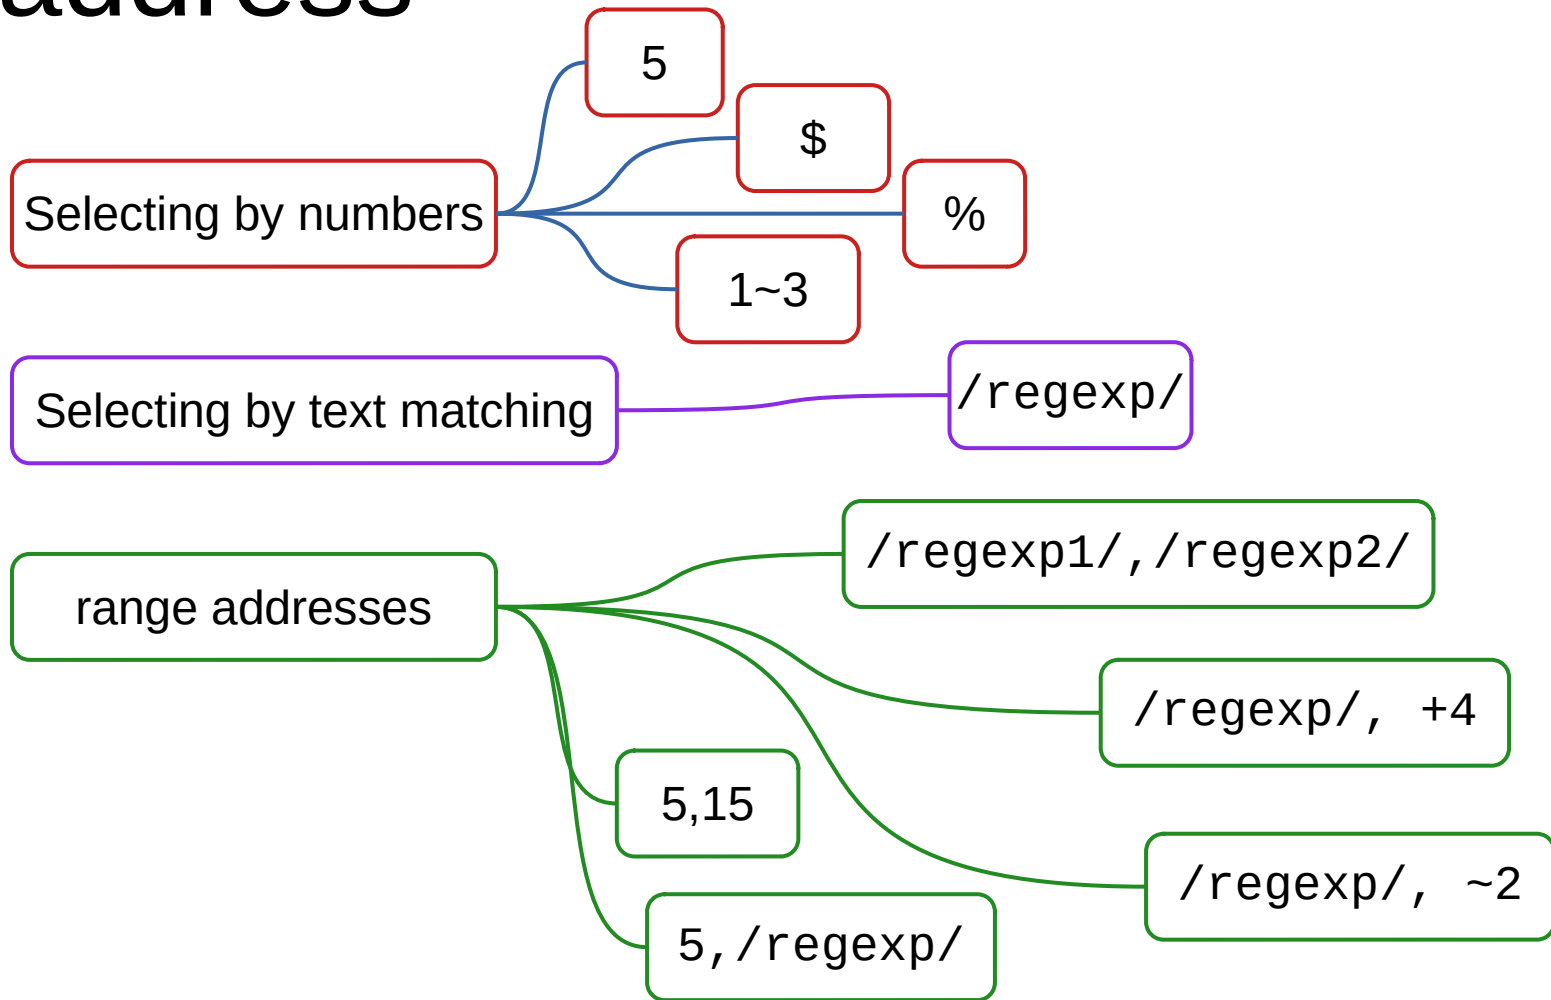 address
5
$
Selecting by numbers
%
1~3
Selecting by text matching
/regexp/
/regexp1/,/regexp2/
range addresses
/regexp/, +4
5,15
/regexp/, ~2
5,/regexp/